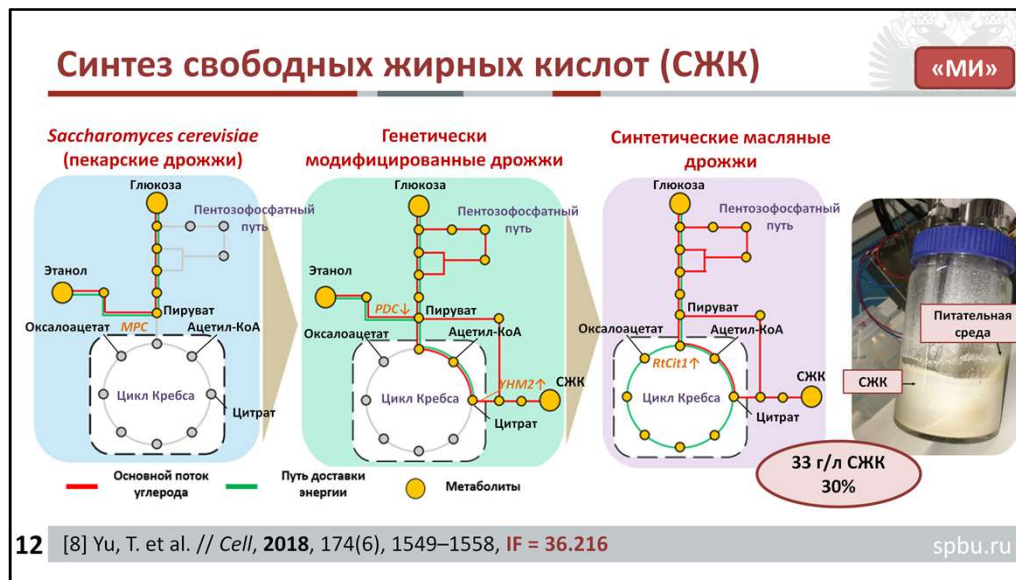 Синтез свободных жирных кислот (СЖК)
«МИ»
Saccharomyces cerevisiae
(пекарские дрожжи)
Глюкоза
Пентозофосфатный
путь
Этанол
Пируват
Оксалоацетат
MPC
Ацетил-КоА
Цикл Кребса
Цитрат
Генетически
модифицированные дрожжи
Глюкоза
Пентозофосфатный
путь
Этанол
PDC↓
Пируват
Оксалоацетат
Ацетил-КоА
YHM2↑
СЖК
Цикл Кребса
Цитрат
Синтетические масляные
дрожжи
Глюкоза
Пентозофосфатный
путь
Пируват
Оксалоацетат
Ацетил-КоА
RtCit1↑
СЖК
Цикл Кребса
Цитрат
Питательная
среда
СЖК
33 г/л СЖК
30%
Основной поток
углерода
Путь доставки
энергии
Метаболиты
12
[8] Yu, T. et al. // Cell, 2018, 174(6), 1549–1558, IF = 36.216
spbu.ru